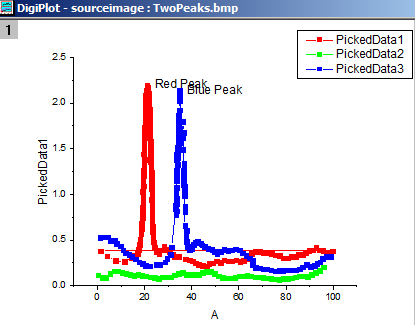 DigiPlot - sourceimage : TwoPeaks.bmp
1
PickedData1
PickedData2
PickedData3
2.5
Red Peak
Blue Peak
2.0
1.5
PickedData1
1.0
0.5
0.0
0 20 40 60 80 100
A